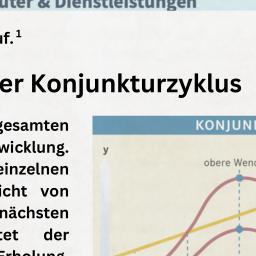 uter & Dienstleistungen
uf.¹
er Konjunkturzyklus
gesamten
wicklung.
einzelnen
icht von
nächsten
tet der
Erholung,
KONJUN
y
obere Wend